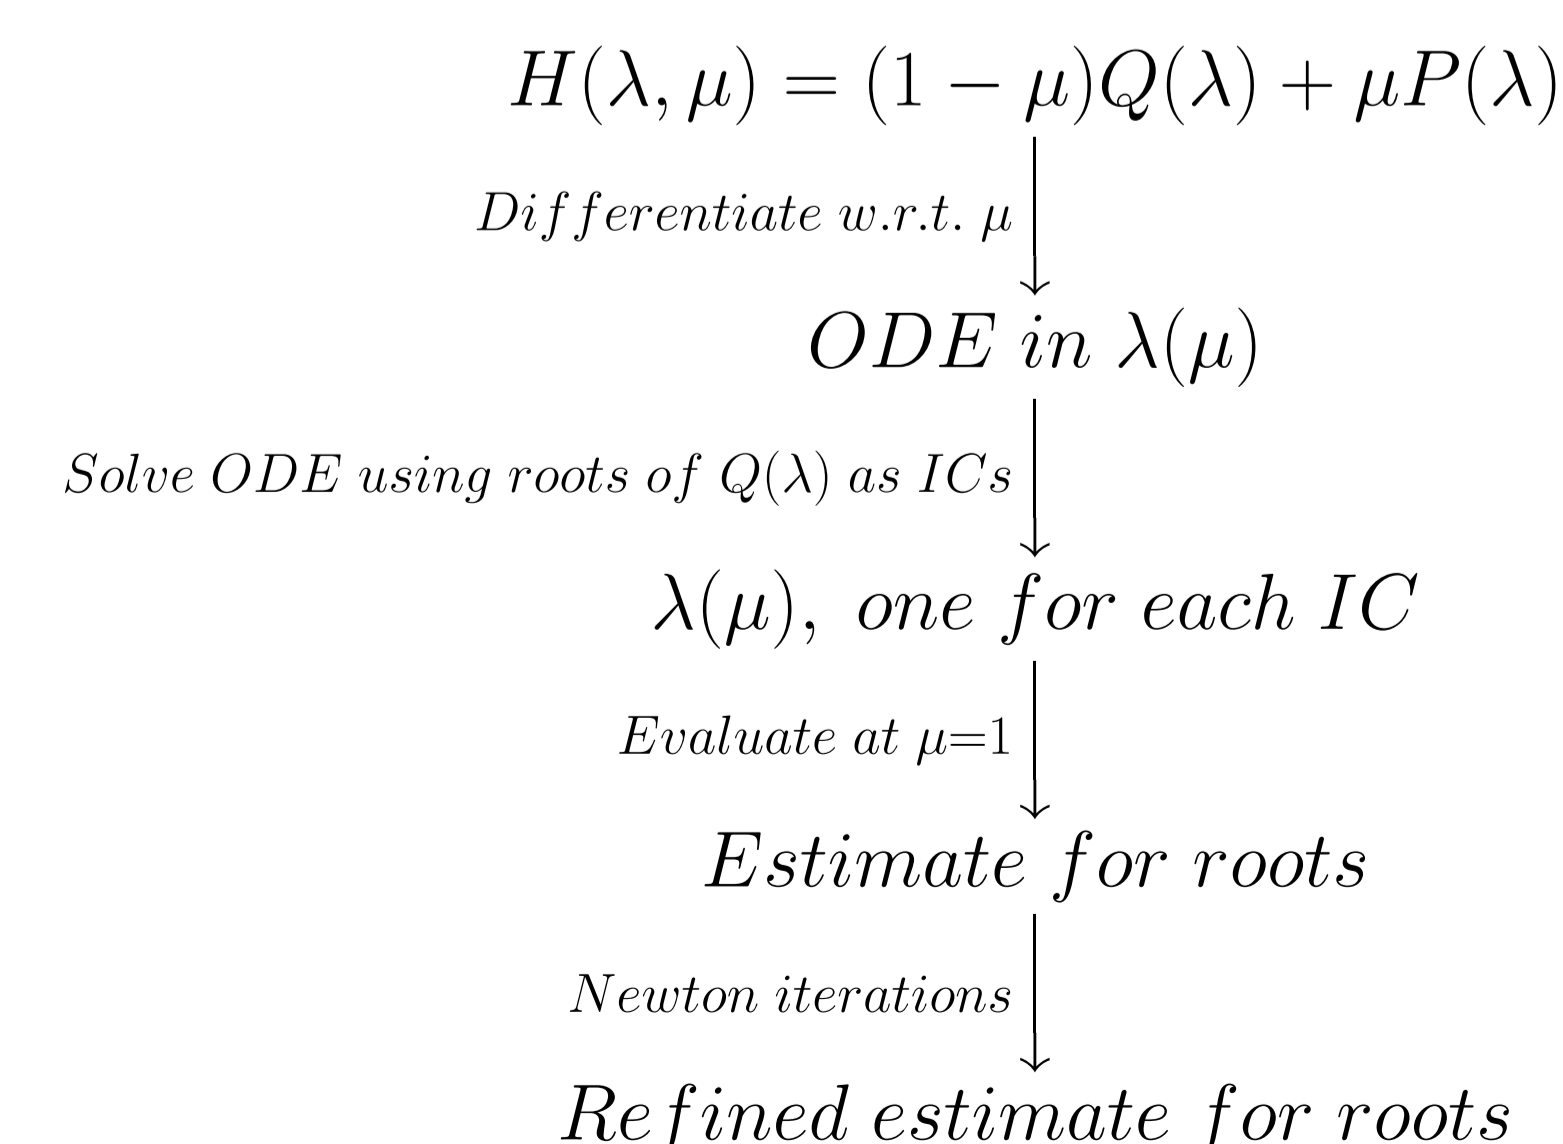 H(λ, μ) = (1 − μ)Q(λ) + μP(λ)
Differentiate w.r.t. μ
ODE in λ(μ)
Solve ODE using roots of Q(λ) as ICs
λ(μ), one for each IC
Evaluate at μ=1
Estimate for roots
Newton iterations
Refined estimate for roots